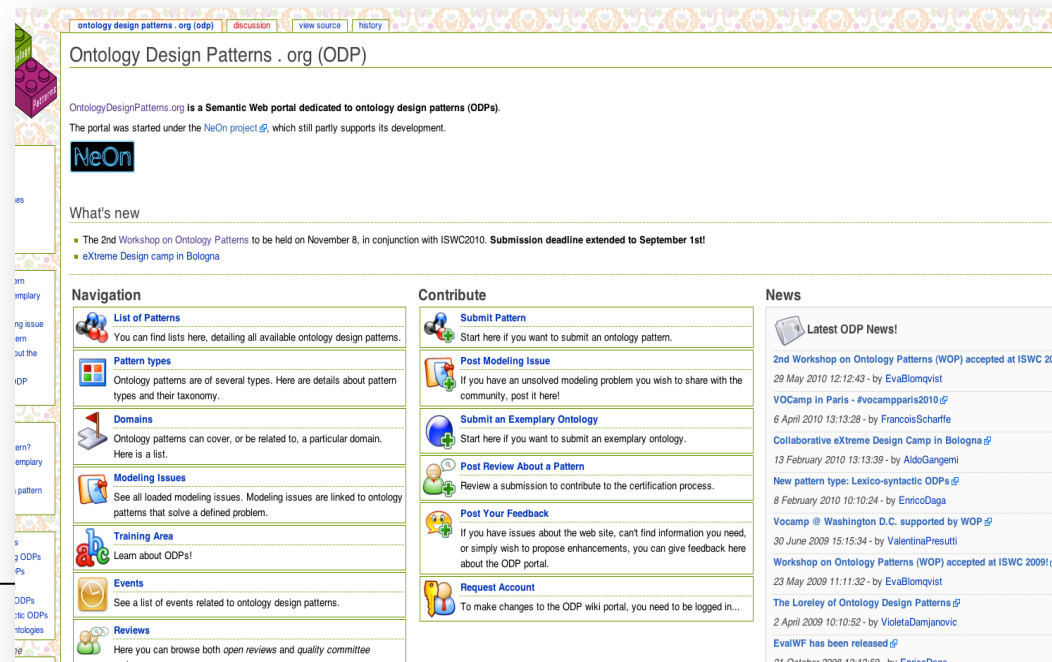 ontology design patterns . org (odp)
discussion
view source
history
Patterns
Ontology Design Patterns . org (ODP)
OntologyDesignPatterns.org is a Semantic Web portal dedicated to ontology design patterns (ODPs).
The portal was started under the NeOn project, which still partly supports its development.
NeOn
What's new
The 2nd Workshop on Ontology Patterns to be held on November 8, in conjunction with ISWC2010. Submission deadline extended to September 1st!
eXtreme Design camp in Bologna
Navigation
List of Patterns
You can find lists here, detailing all available ontology design patterns.
Pattern types
Ontology patterns are of several types. Here are details about pattern
types and their taxonomy.
Domains
Ontology patterns can cover, or be related to, a particular domain.
Here is a list.
Modeling Issues
See all loaded modeling issues. Modeling issues are linked to ontology
patterns that solve a defined problem.
abc
Training Area
Learn about ODPs!
Events
See a list of events related to ontology design patterns.
Reviews
Here you can browse both open reviews and quality committee
Contribute
Submit Pattern
Start here if you want to submit an ontology pattern.
Post Modeling Issue
If you have an unsolved modeling problem you wish to share with the
community, post it here!
Submit an Exemplary Ontology
Start here if you want to submit an exemplary ontology.
Post Review About a Pattern
Review a submission to contribute to the certification process.
Post Your Feedback
If you have issues about the web site, can't find information you need,
or simply wish to propose enhancements, you can give feedback here
about the ODP portal.
Request Account
To make changes to the ODP wiki portal, you need to be logged in...
News
Latest ODP News!
2nd Workshop on Ontology Patterns (WOP) accepted at ISWC 20
29 May 2010 12:12:43 - by EvaBlomqvist
VOCamp in Paris - #vocampparis2010
6 April 2010 13:13:28 - by FrancoisScharffe
Collaborative eXtreme Design Camp in Bologna
13 February 2010 13:13:39 - by AldoGangemi
New pattern type: Lexico-syntactic ODPs
8 February 2010 10:10:24 - by EnricoDaga
Vocamp @ Washington D.C. supported by WOP
30 June 2009 15:15:34 - by ValentinaPresutti
Workshop on Ontology Patterns (WOP) accepted at ISWC 2009!
23 May 2009 11:11:32 - by EvaBlomqvist
The Loreley of Ontology Design Patterns
2 April 2009 10:10:52 - by VioletaDamjanovic
EvalWF has been released